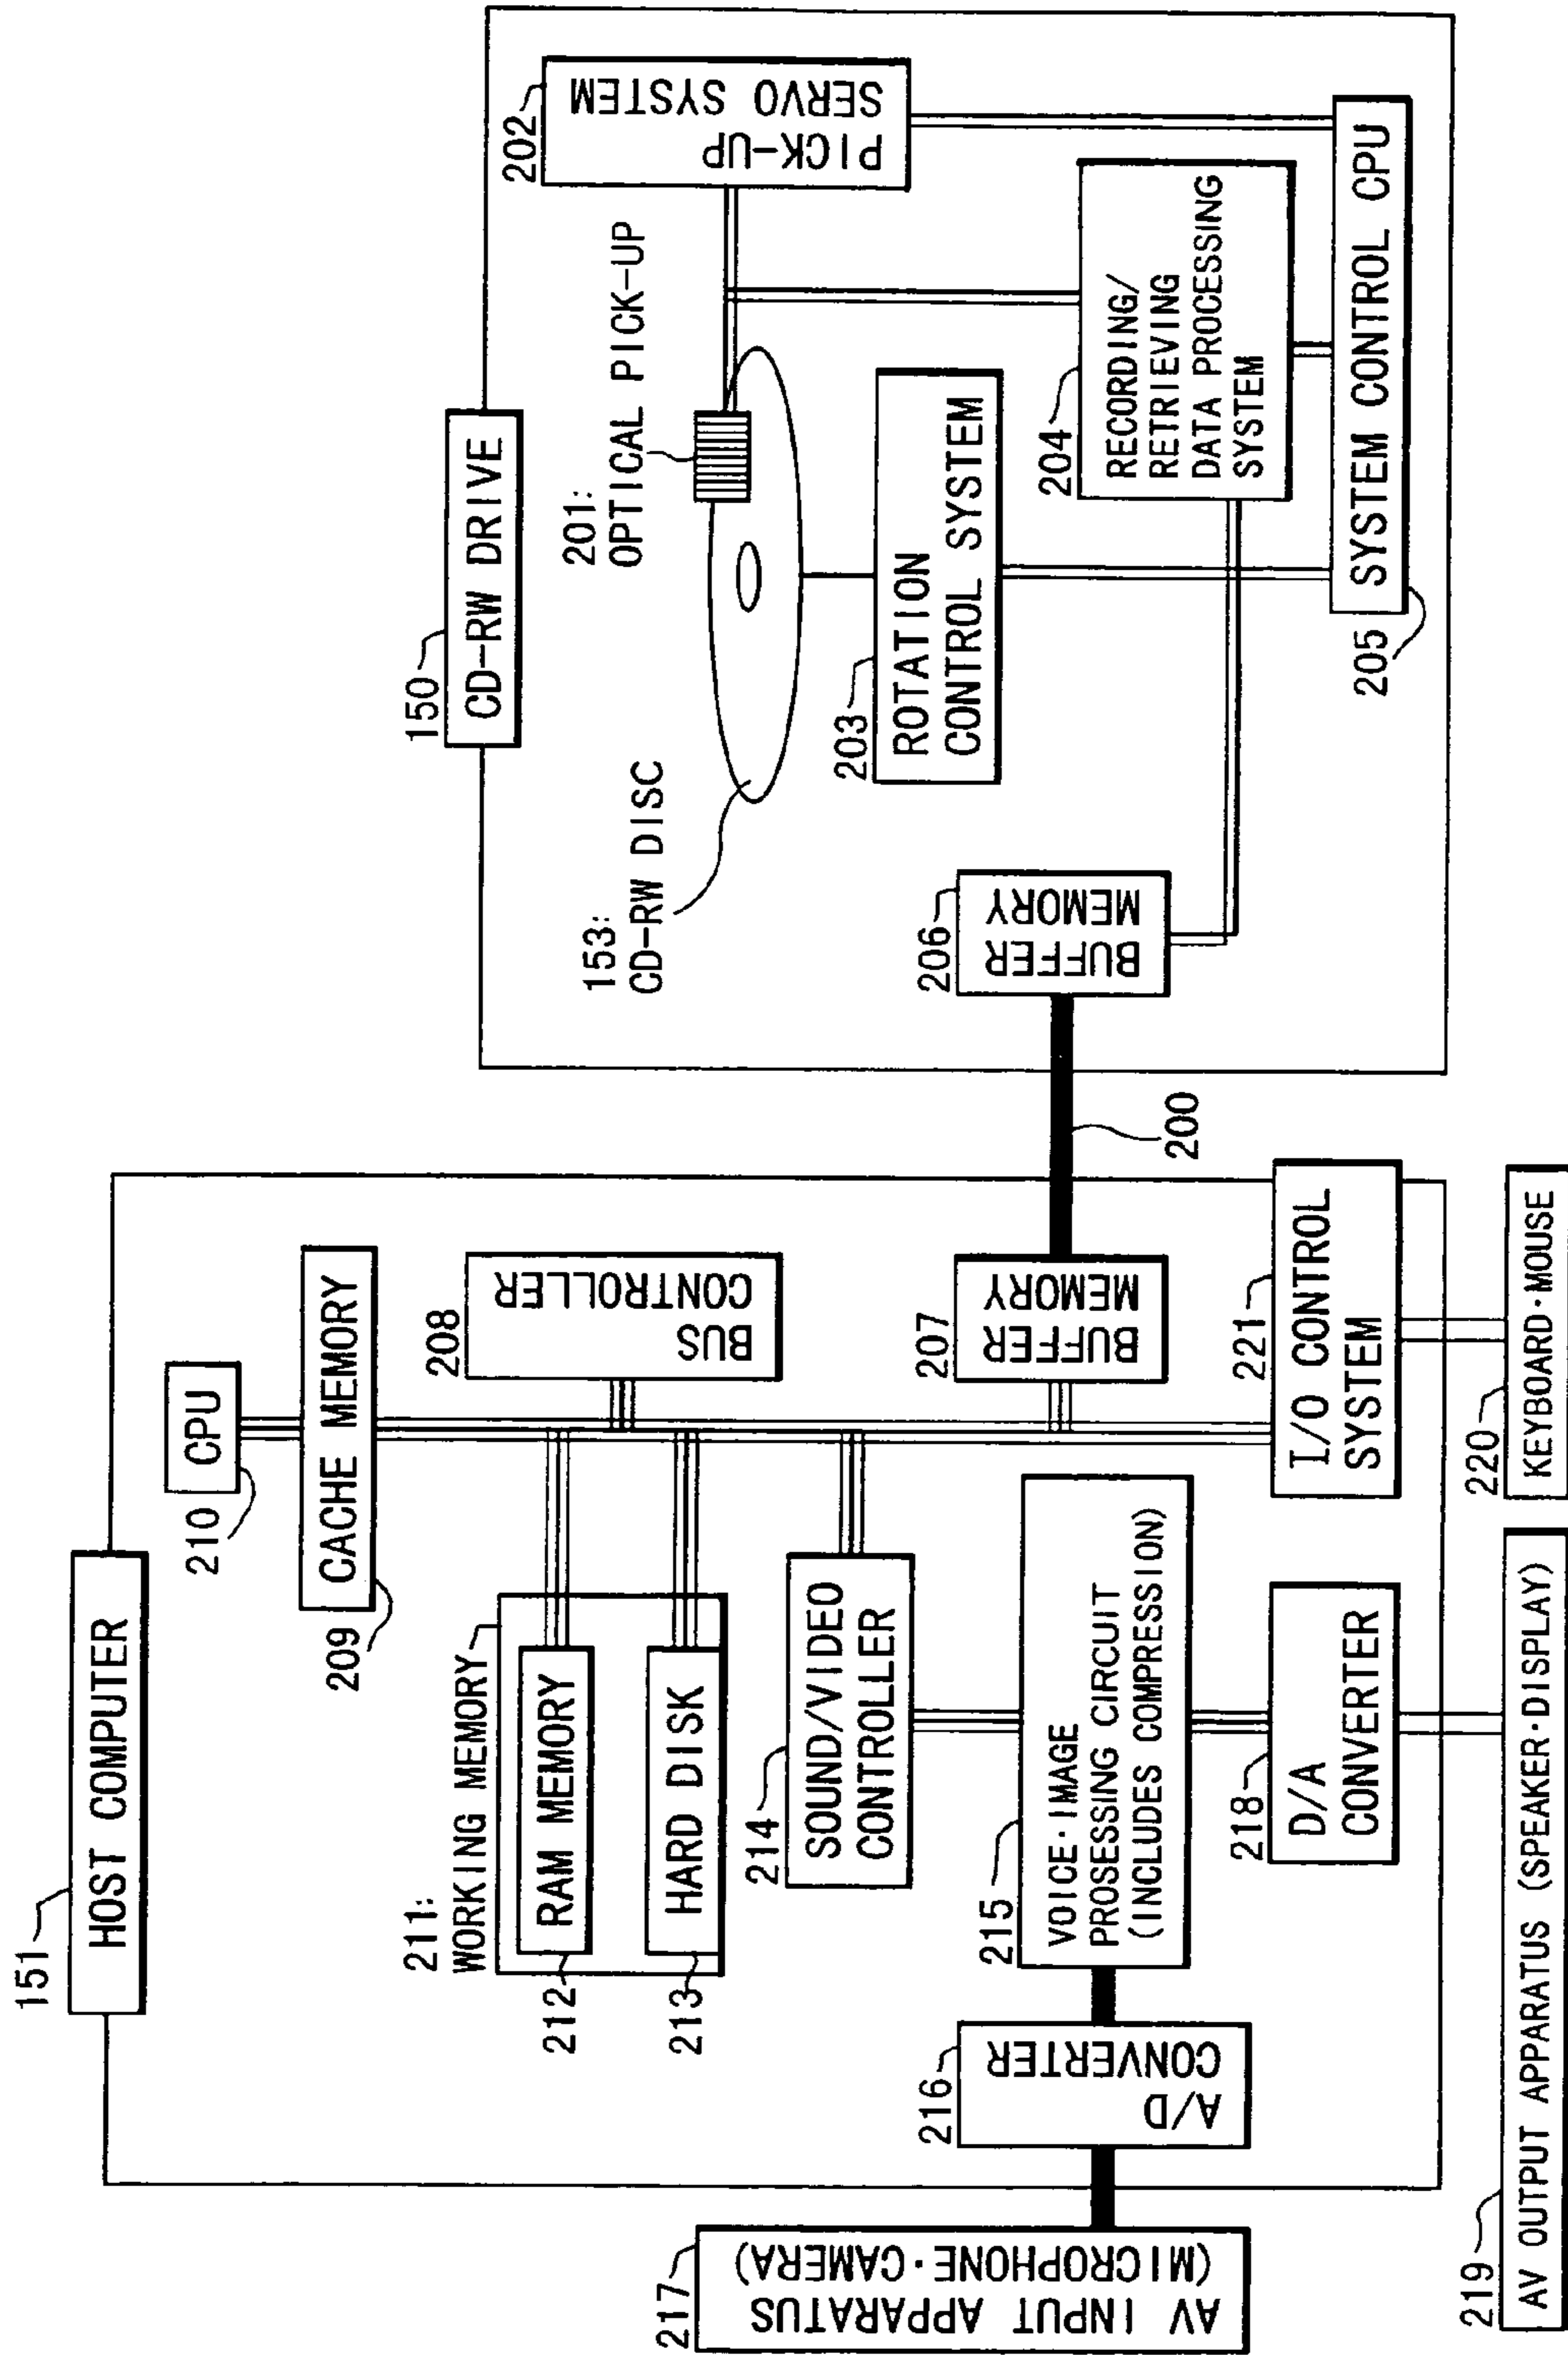 151
HOST COMPUTER
210
CPU
209
CACHE MEMORY
208
BUS
CONTROLLER
211:
WORKING MEMORY
212
RAM MEMORY
213
HARD DISK
214
SOUND/VIDEO
CONTROLLER
207
BUFFER
MEMORY
215
VOICE·IMAGE
PROSESSING CIRCUIT
(INCLUDES COMPRESSION)
216
A/D
CONVERTER
217
AV INPUT APPARATUS
(MICROPHONE·CAMERA)
218
D/A
CONVERTER
221
I/O CONTROL
SYSTEM
219
AV OUTPUT APPARATUS (SPEAKER·DISPLAY)
220
KEYBOARD·MOUSE
200
150
CD-RW DRIVE
153:
CD-RW DISC
201:
OPTICAL PICK-UP
202
PICK-UP
SERVO SYSTEM
203
ROTATION
CONTROL SYSTEM
206
BUFFER
MEMORY
204
RECORDING/
RETRIEVING
DATA PROCESSING
SYSTEM
205
SYSTEM CONTROL CPU